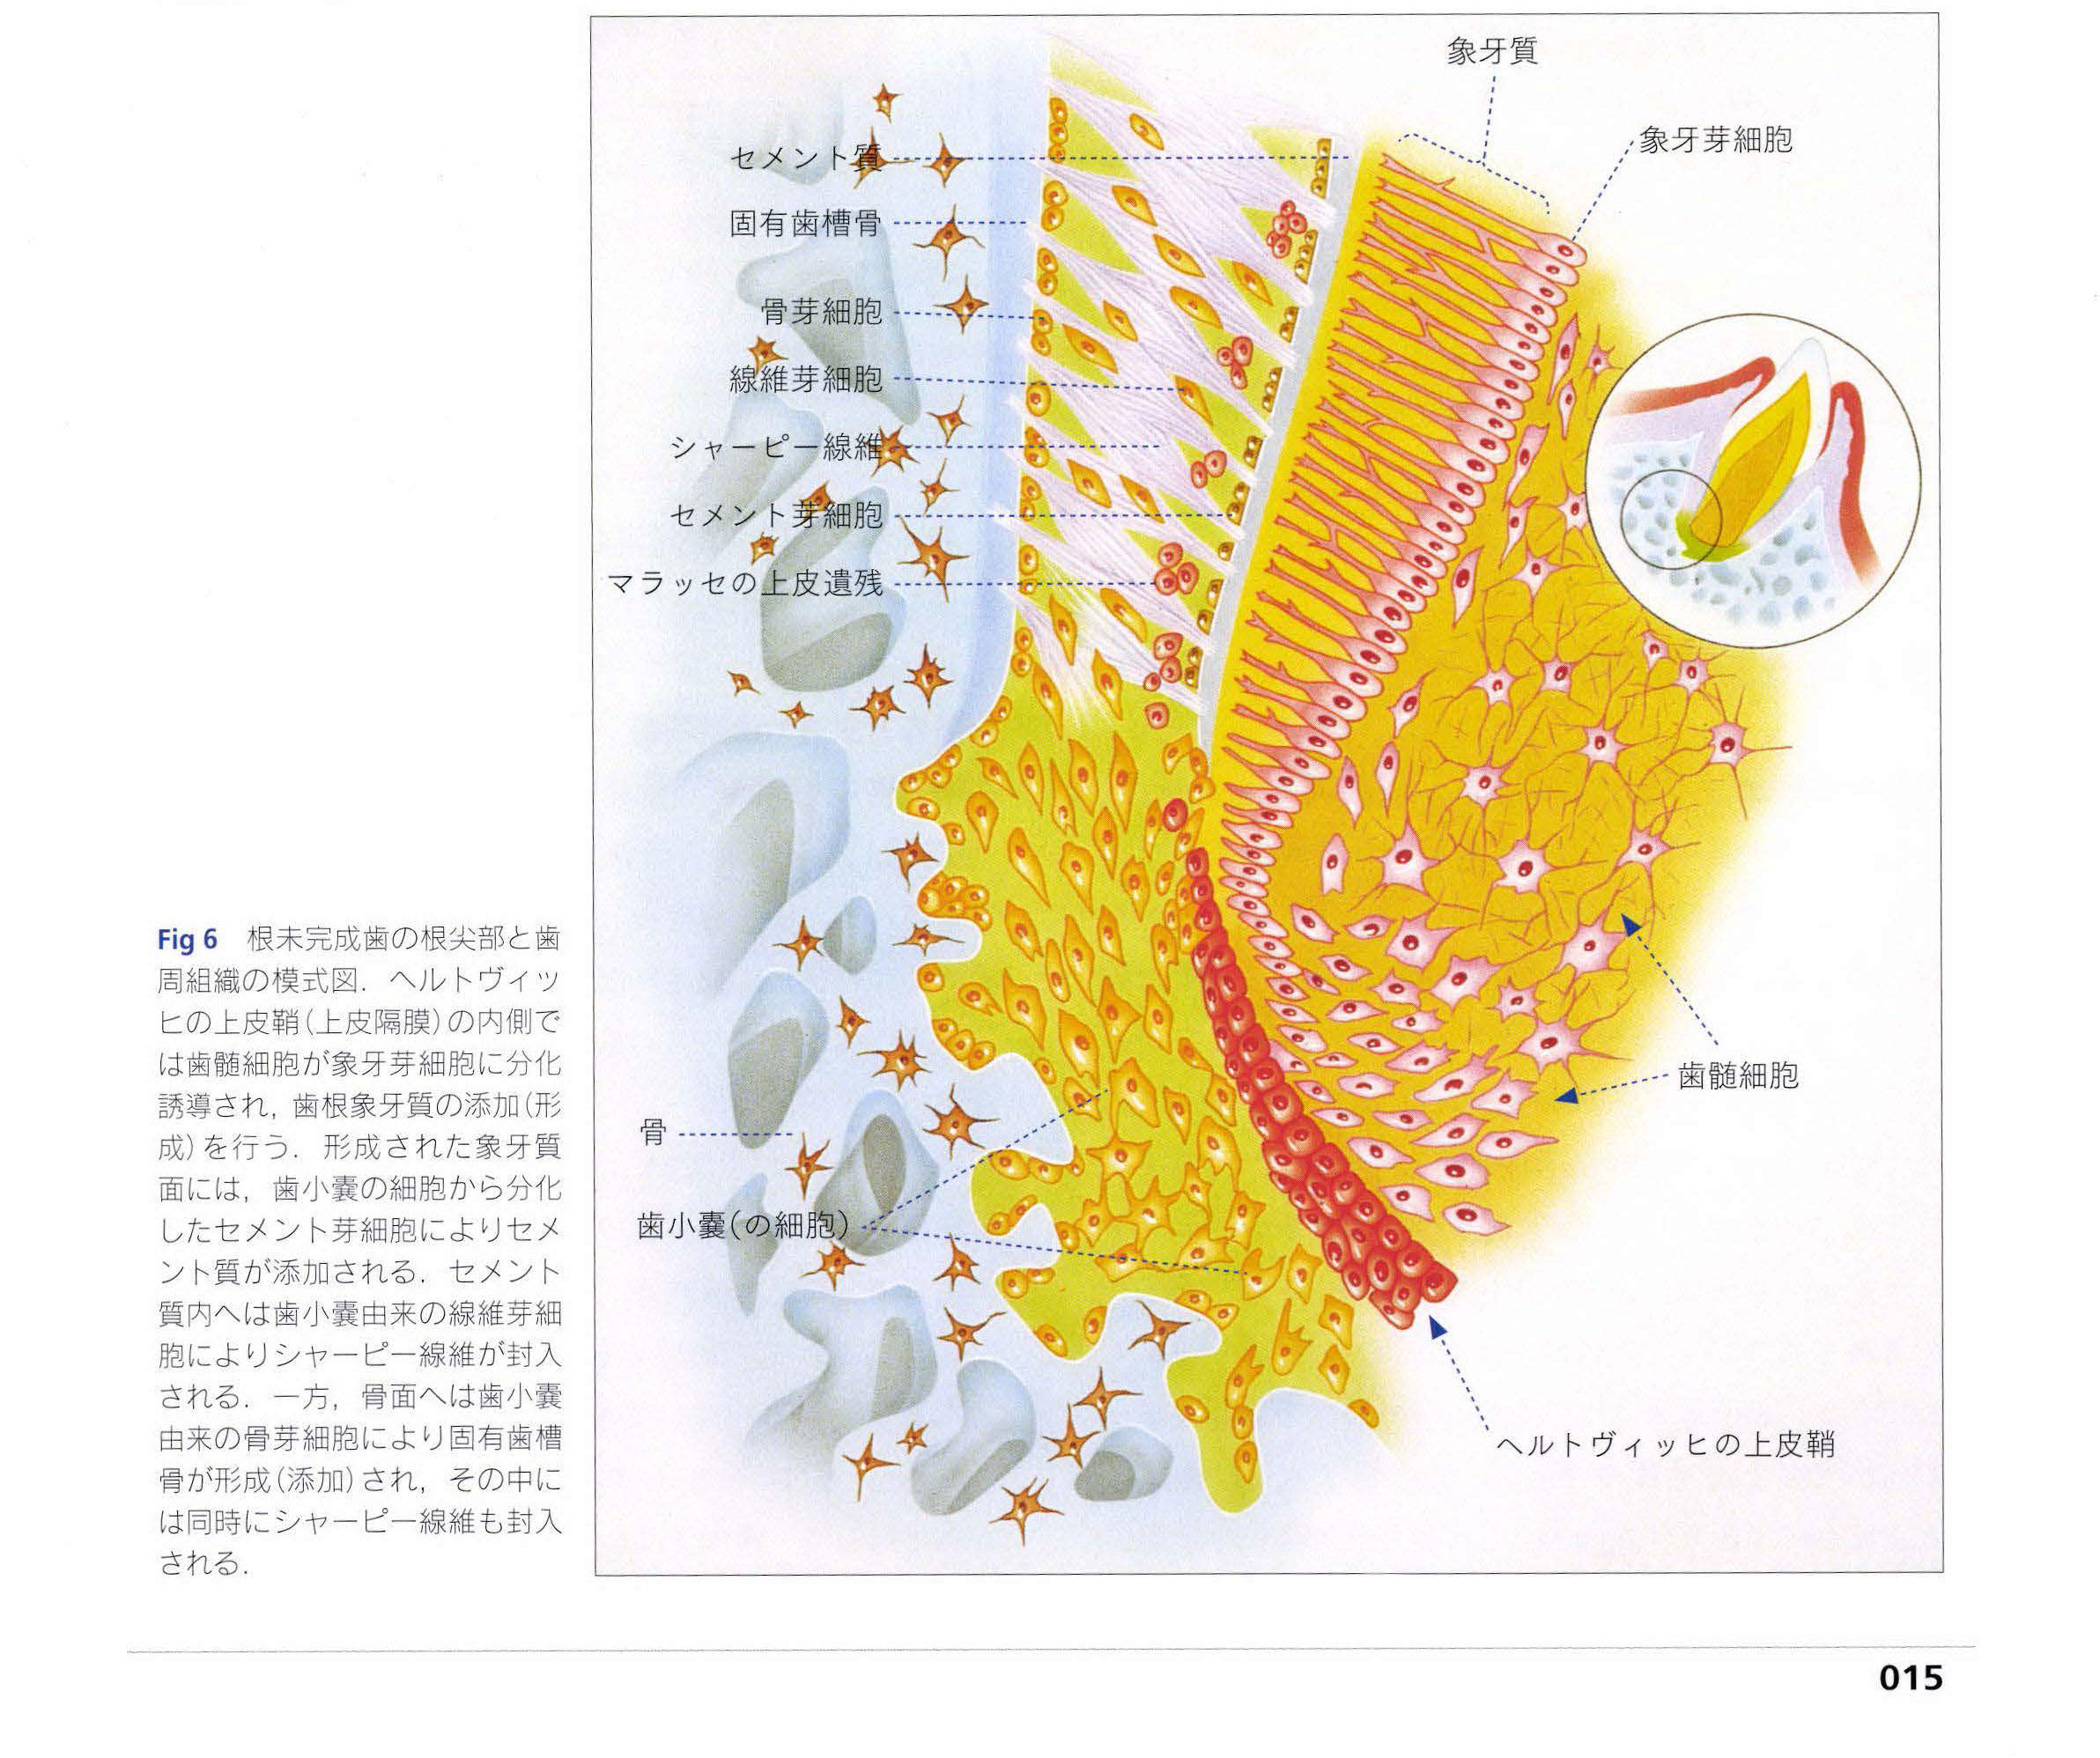 象牙質
象牙芽細胞
セメント質
固有歯槽骨
骨芽細胞
線維芽細胞
シャーピー線維
セメント芽細胞
マラッセの上皮遺残
骨
歯小嚢(の細胞)
歯髄細胞
ヘルトヴィッヒの上皮鞘
Fig 6 根未完成歯の根尖部と歯
周組織の模式図．ヘルトヴィッ
ヒの上皮鞘(上皮隔膜)の内側で
は歯髄細胞が象牙芽細胞に分化
誘導され，歯根象牙質の添加(形
成)を行う．形成された象牙質
面には，歯小嚢の細胞から分化
したセメント芽細胞によりセメ
ント質が添加される．セメント
質内へは歯小嚢由来の線維芽細
胞によりシャーピー線維が封入
される．一方，骨面へは歯小嚢
由来の骨芽細胞により固有歯槽
骨が形成(添加)され，その中に
は同時にシャーピー線維も封入
される．
015